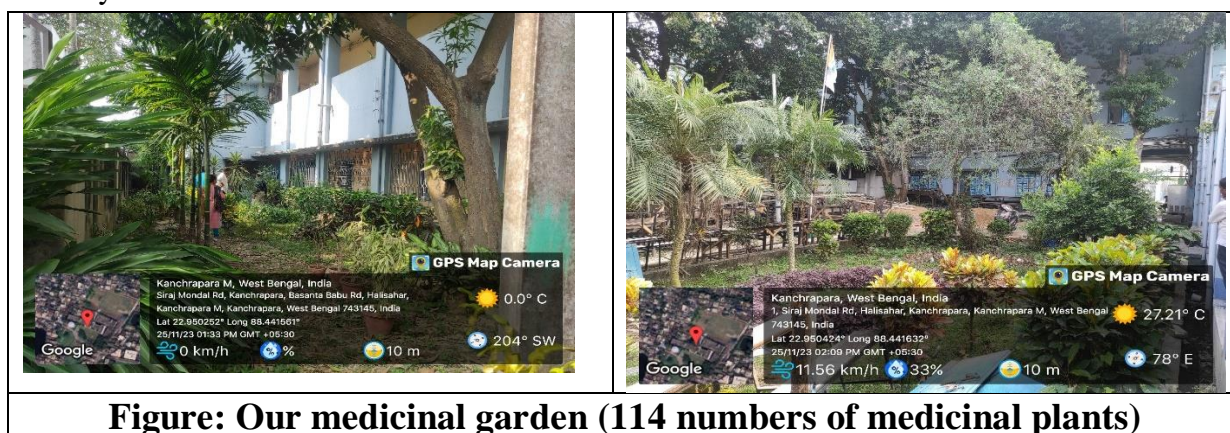 GPS Map Camera
Kanchrapara M, West Bengal, India
Siraj Mondal Rd, Kanchrapara, Basanta Babu Rd, Halisahar,
Kanchrapara M, Kanchrapara, West Bengal 743145, India
Lat 22.950252° Long 88.441561°
25/11/23 01:33 PM GMT +05:30
0.0° C
204° SW
0 km/h
%
10 m
Google
GPS Map Camera
Kanchrapara, West Bengal, India
1, Siraj Mondal Rd, Halisahar, Kanchrapara, Kanchrapara M, West Bengal
743145, India
Lat 22.950424° Long 88.441632°
25/11/23 02:09 PM GMT +05:30
27.21° C
78° E
11.56 km/h
33%
10 m
Google
Figure: Our medicinal garden (114 numbers of medicinal plants)